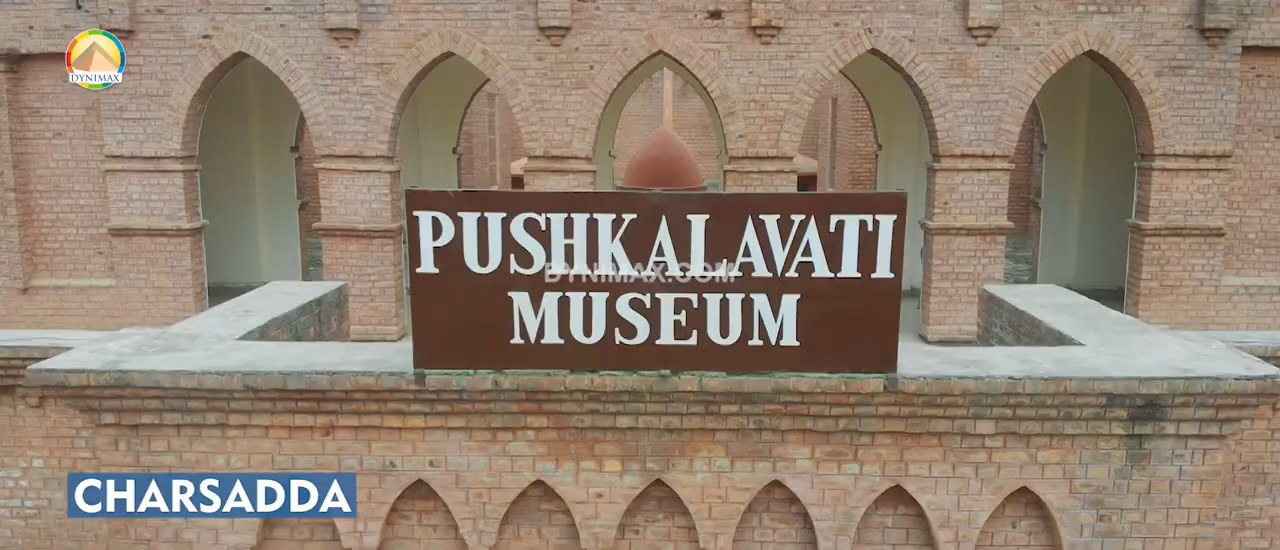 DYNIMAX
PUSHKALAVATI
DYNIMAX.COM
MUSEUM
CHARSADDA